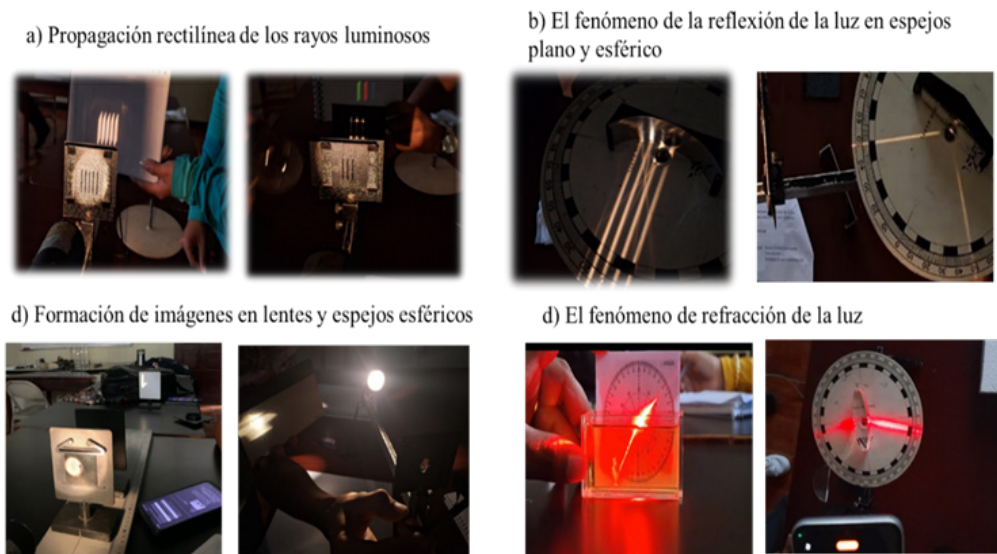 a) Propagación rectilínea de los rayos luminosos
b) El fenómeno de la reflexión de la luz en espejos
plano y esférico
d) Formación de imágenes en lentes y espejos esféricos
d) El fenómeno de refracción de la luz